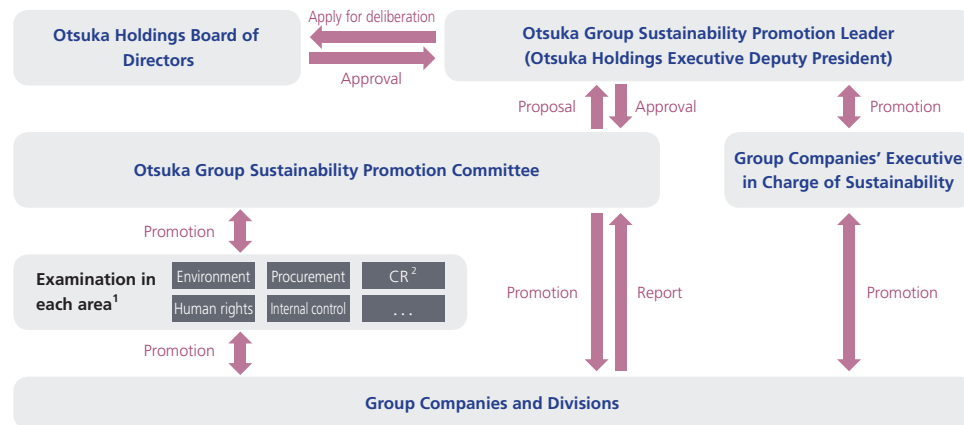 Apply for deliberation
Otsuka Holdings Board of
Directors
Approval
Otsuka Group Sustainability Promotion Leader
(Otsuka Holdings Executive Deputy President)
Proposal
Approval
Promotion
Otsuka Group Sustainability Promotion Committee
Group Companies’ Executive
in Charge of Sustainability
Promotion
Examination in
each area¹
Environment
Procurement
CR²
Human rights
Internal control
...
Promotion
Report
Promotion
Promotion
Group Companies and Divisions